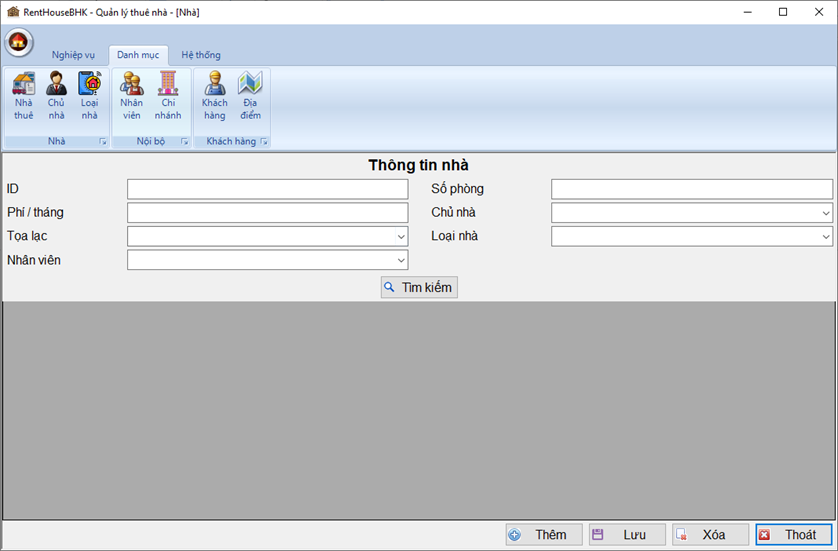 RentHouseBHK - Quản lý thuê nhà - [Nhà]
Nghiệp vụ Danh mục Hệ thống
Nhà thuê
Chủ nhà
Loại nhà
Nhân viên
Chi nhánh
Khách hàng
Địa điểm
Nhà Nội bộ Khách hàng
Thông tin nhà
ID Số phòng
Phí / tháng Chủ nhà
Tọa lạc Loại nhà
Nhân viên
Tìm kiếm
Thêm Lưu Xóa Thoát